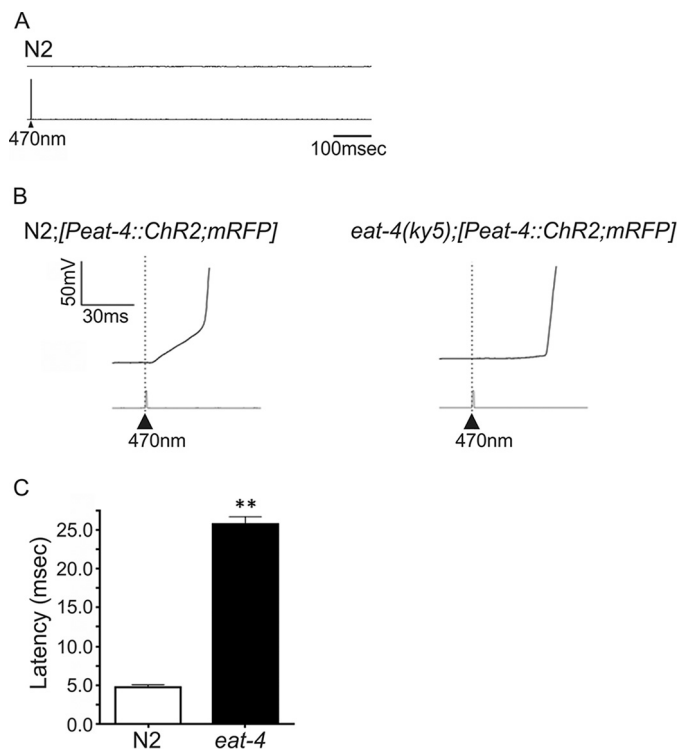 A
N2
470nm
100msec
B
N2;[Peat-4::ChR2;mRFP]
eat-4(ky5);[Peat-4::ChR2;mRFP]
50mV
30ms
470nm
470nm
C
**
Latency (msec)
25.0
20.0
15.0
10.0
5.0
0.0
N2
eat-4